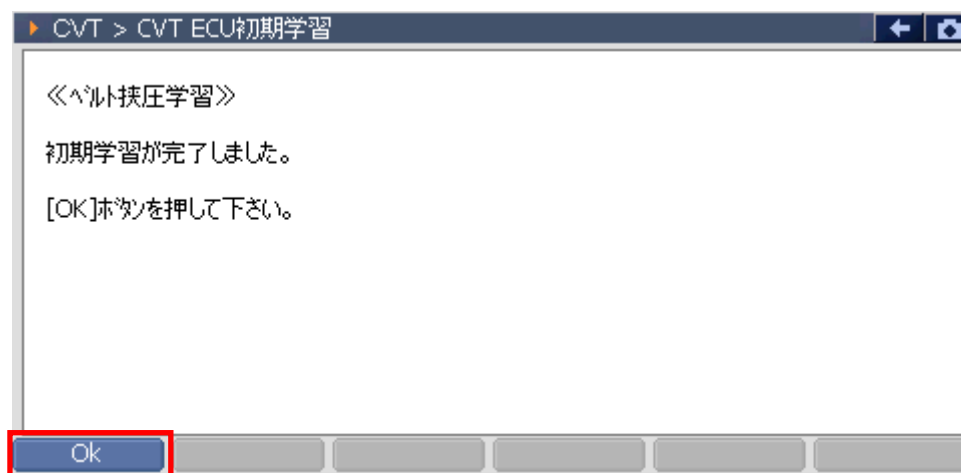 CVT > CVT ECU初期学習
≪ﾍﾞﾙﾄ挟圧学習≫
初期学習が完了しました。
[OK]ﾎﾞﾀﾝを押して下さい。
Ok